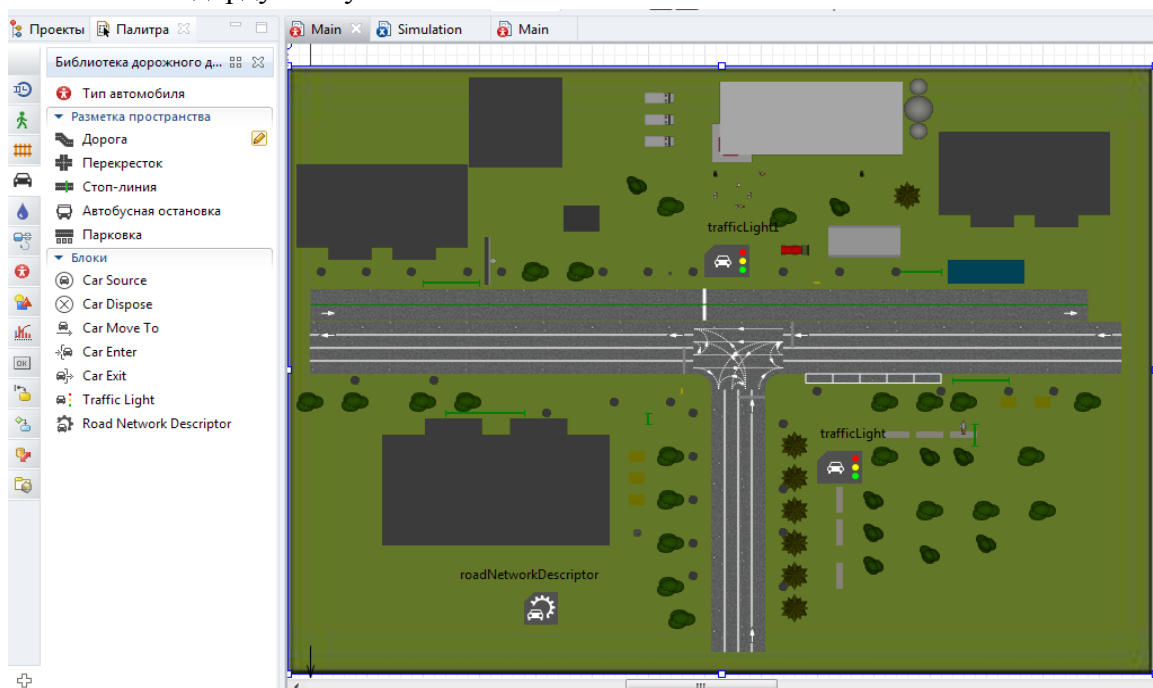 Проекты Палитра
Main Simulation Main
Библиотека дорожного д...
Тип автомобиля
Разметка пространства
Дорога
Перекресток
Стоп-линия
Автобусная остановка
Парковка
Блоки
Car Source
Car Dispose
Car Move To
Car Enter
Car Exit
Traffic Light
Road Network Descriptor
OK
trafficLight1
trafficLight
roadNetworkDescriptor